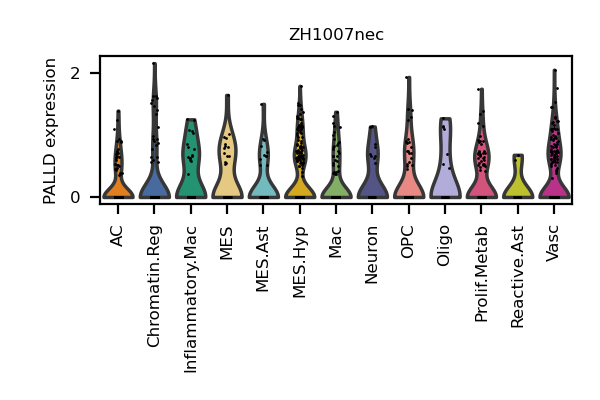 ZH1007nec
PALLD expression
2
0
AC
Chromatin.Reg
Inflammatory.Mac
MES
MES.Ast
MES.Hyp
Mac
Neuron
OPC
Oligo
Prolif.Metab
Reactive.Ast
Vasc